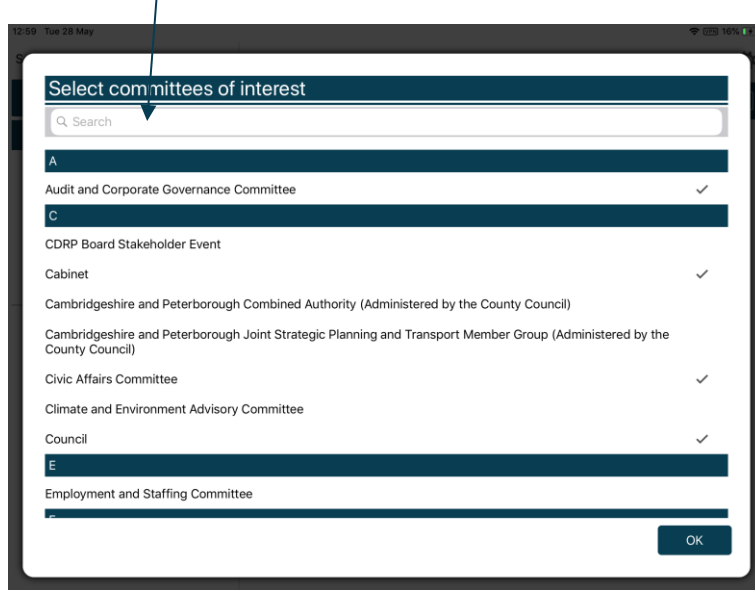 12:59 Tue 28 May
16%
Select committees of interest
Search
A
Audit and Corporate Governance Committee
C
CDRP Board Stakeholder Event
Cabinet
Cambridgeshire and Peterborough Combined Authority (Administered by the County Council)
Cambridgeshire and Peterborough Joint Strategic Planning and Transport Member Group (Administered by the
County Council)
Civic Affairs Committee
Climate and Environment Advisory Committee
Council
E
Employment and Staffing Committee
OK